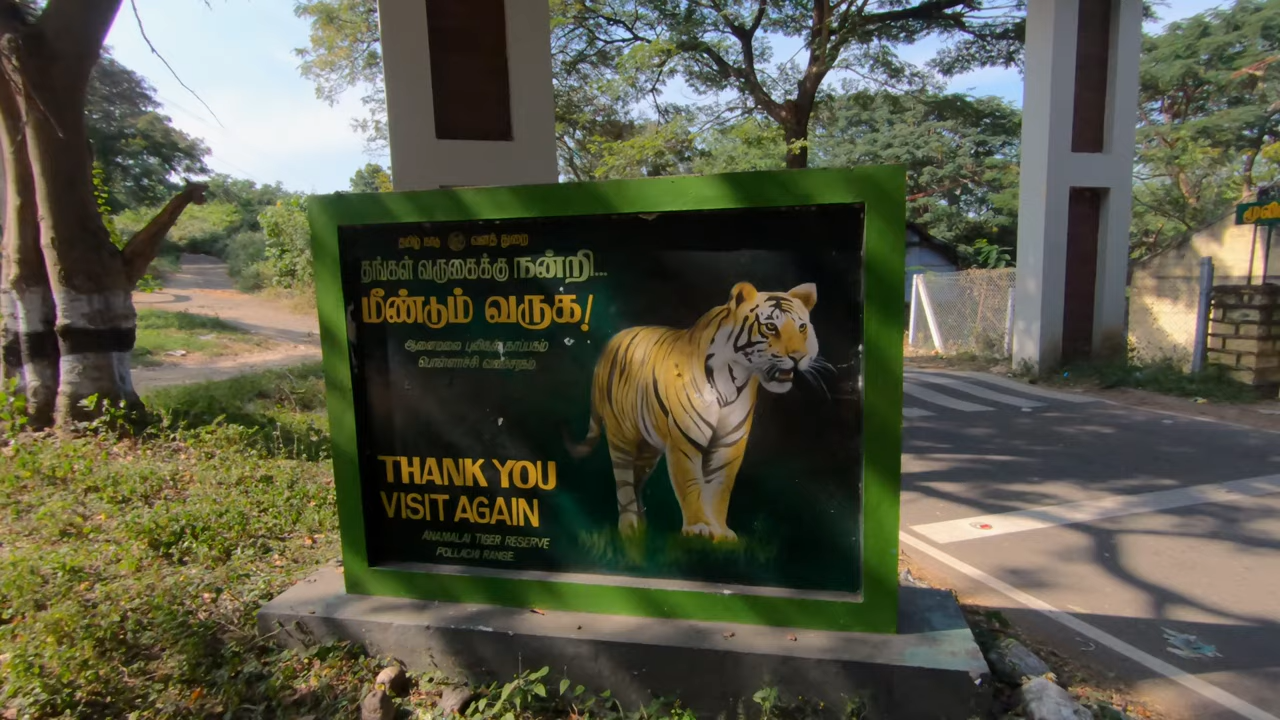 தமிழ் நாடு வனத் துறை
தங்கள் வருகைக்கு நன்றி...
மீண்டும் வருக!
ஆனைமலை புலிகள் காப்பகம்
பொள்ளாச்சி வனச்சரகம்
THANK YOU
VISIT AGAIN
ANAMALAI TIGER RESERVE
POLLACHI RANGE